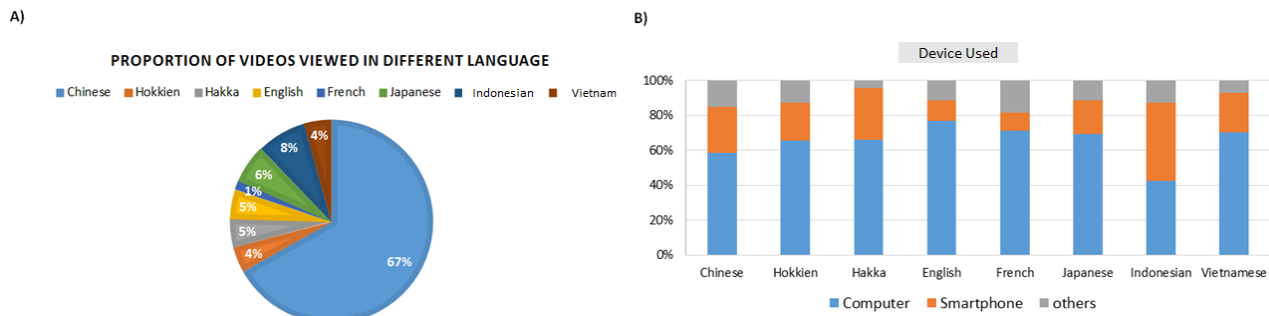 A)
PROPORTION OF VIDEOS VIEWED IN DIFFERENT LANGUAGE
Chinese Hokkien Hakka English French Japanese Indonesian Vietnam
4%
8%
6%
1%
5%
5%
4%
67%
B)
Device Used
100%
80%
60%
40%
20%
0%
Chinese Hokkien Hakka English French Japanese Indonesian Vietnamese
Computer Smartphone others